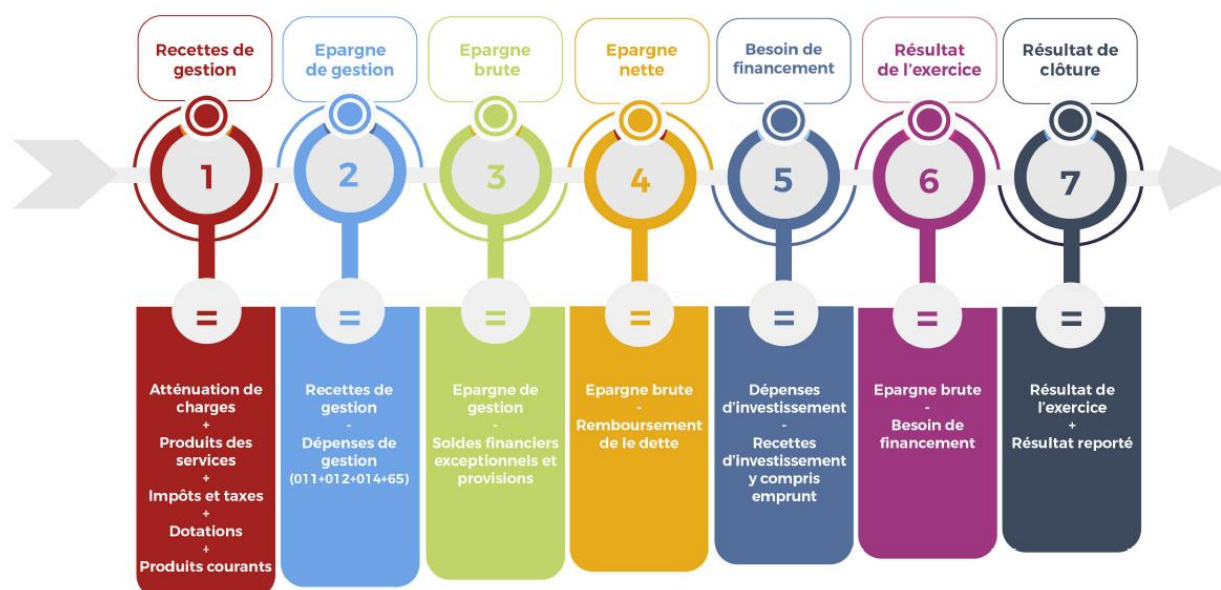 Recettes de
gestion
Epargne
de gestion
Epargne
brute
Epargne
nette
Besoin de
financement
Résultat
de l'exercice
Résultat de
clôture
1
2
3
4
5
6
7
=
=
=
=
=
=
=
Atténuation de
charges
+
Produits des
services
+
Impôts et taxes
+
Dotations
+
Produits courants
Recettes de
gestion
-
Dépenses de
gestion
(011+012+014+65)
Epargne de
gestion
-
Soldes financiers
exceptionnels et
provisions
Epargne brute
-
Remboursement
de le dette
Dépenses
d'investissement
-
Recettes
d'investissement
y compris
emprunt
Epargne brute
-
Besoin de
financement
Résultat de
l'exercice
+
Résultat reporté